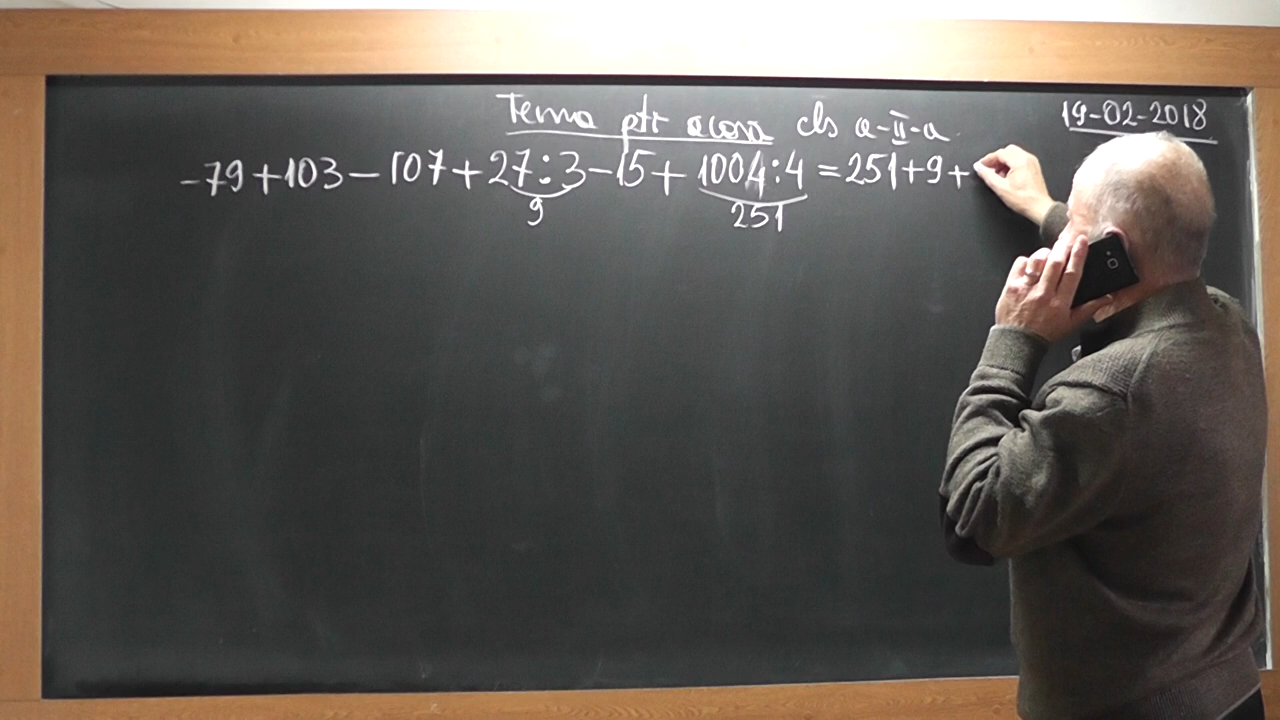 Tema ptr acasă cls a-II-a
19-02-2018
-79+103-107+27:3-15+1004:4=251+9+
9
251